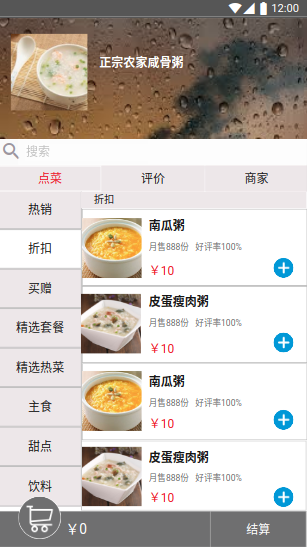 12:00
正宗农家咸骨粥
搜索
点菜 评价 商家
热销
折扣
买赠
精选套餐
精选热菜
主食
甜点
饮料
折扣
南瓜粥
月售888份 好评率100%
￥10
皮蛋瘦肉粥
月售888份 好评率100%
￥10
南瓜粥
月售888份 好评率100%
￥10
皮蛋瘦肉粥
月售888份 好评率100%
￥10
￥0 结算